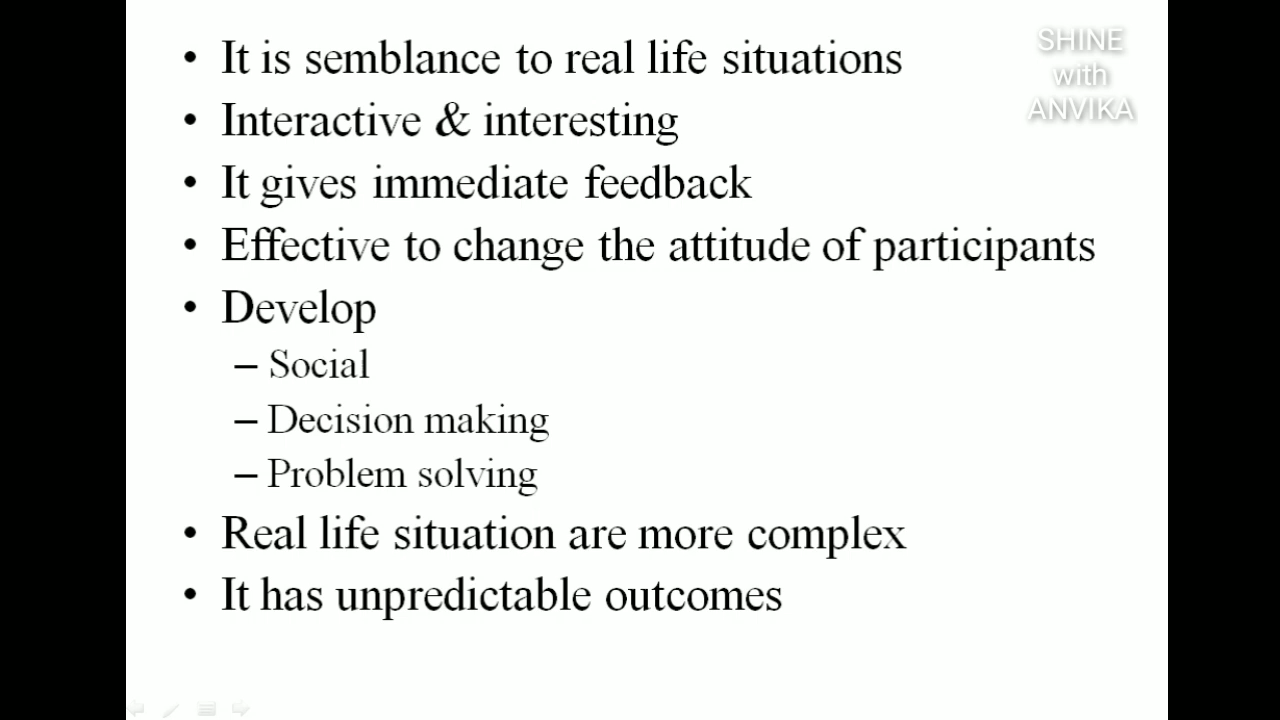 • It is semblance to real life situations
• Interactive & interesting
• It gives immediate feedback
• Effective to change the attitude of participants
• Develop
– Social
– Decision making
– Problem solving
• Real life situation are more complex
• It has unpredictable outcomes
SHINE
with
ANVIKA